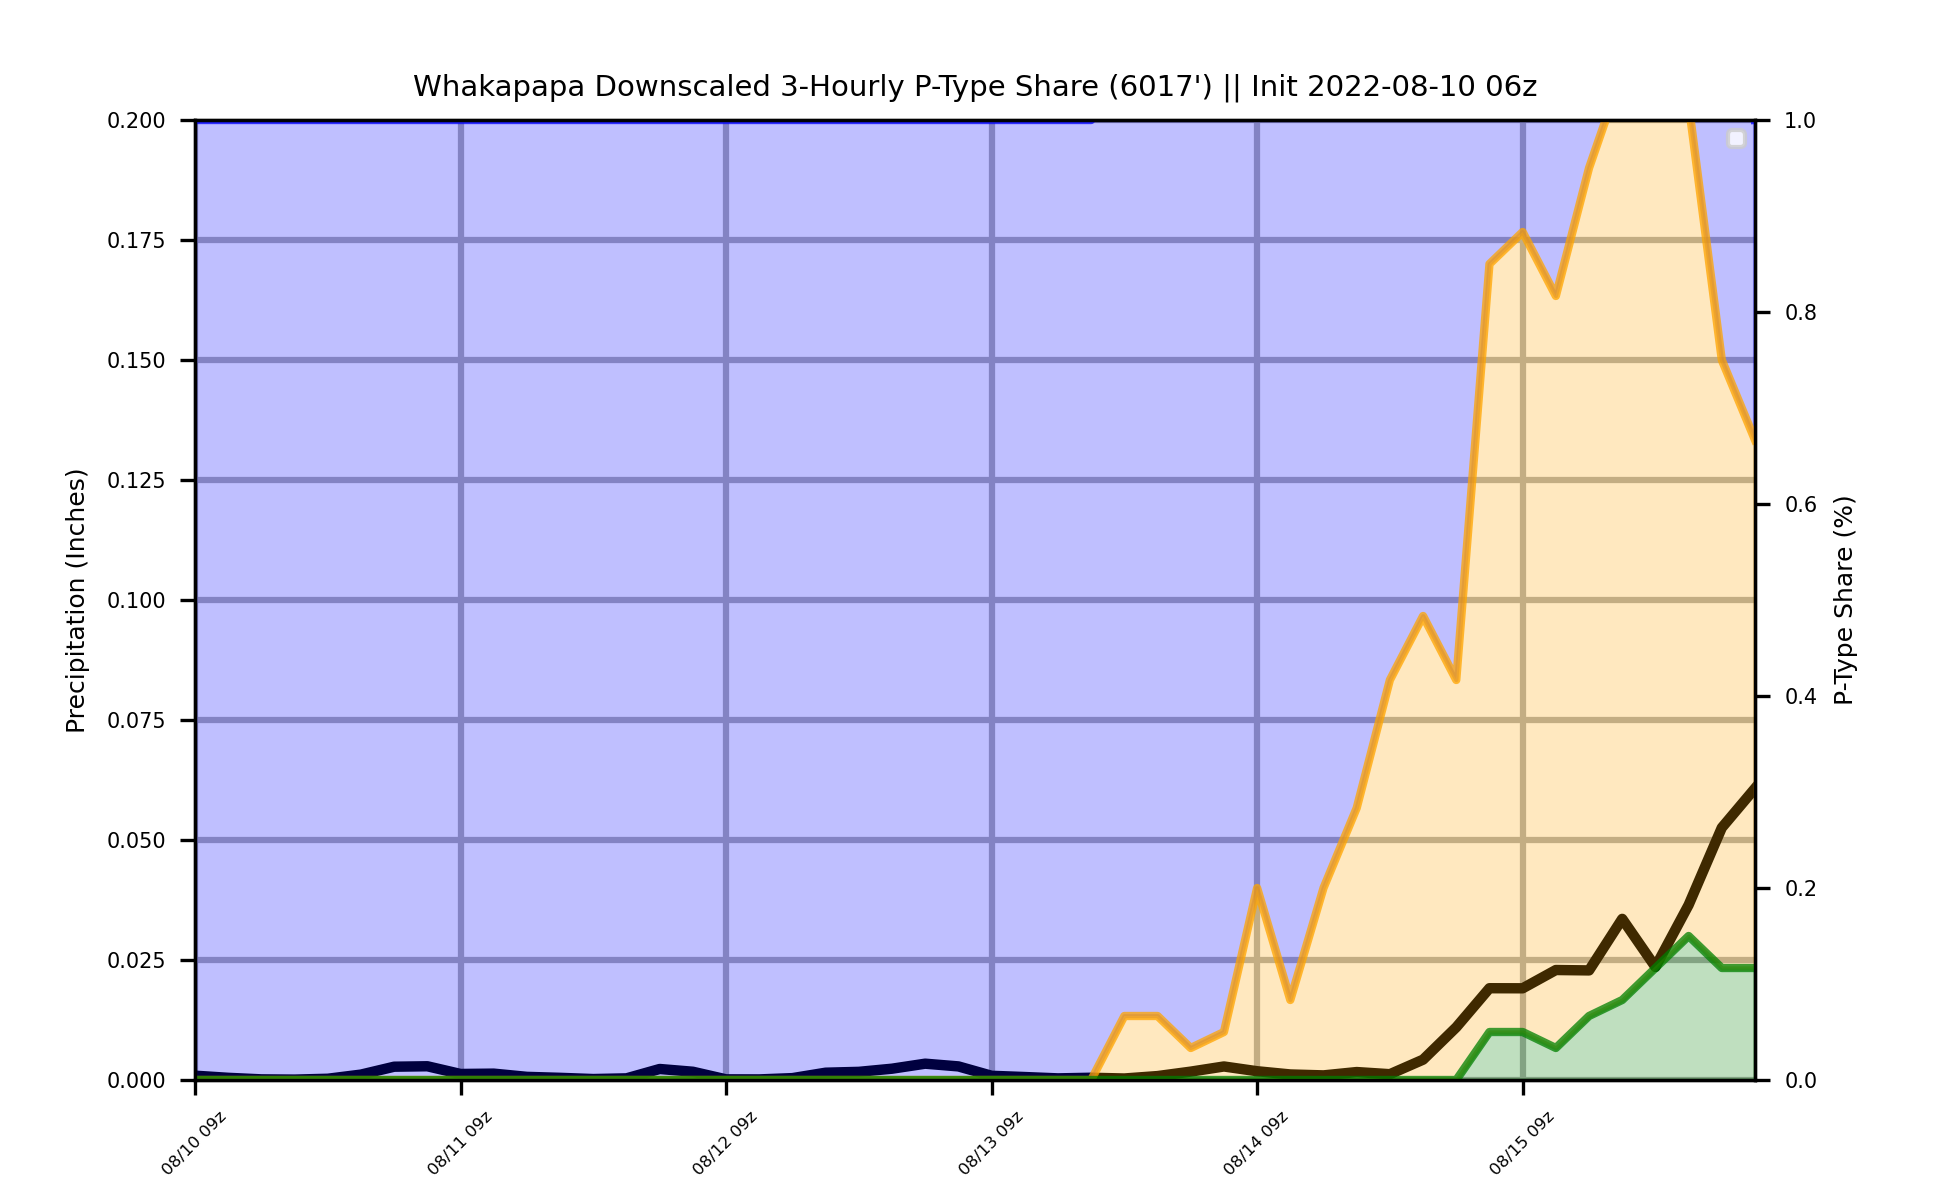 Whakapapa Downscaled 3-Hourly P-Type Share (6017') || Init 2022-08-10 06z
Precipitation (Inches)
0.200
0.175
0.150
0.125
0.100
0.075
0.050
0.025
0.000
1.0
0.8
0.6
0.4
0.2
0.0
P-Type Share (%)
08/10 09z
08/11 09z
08/12 09z
08/13 09z
08/14 09z
08/15 09z